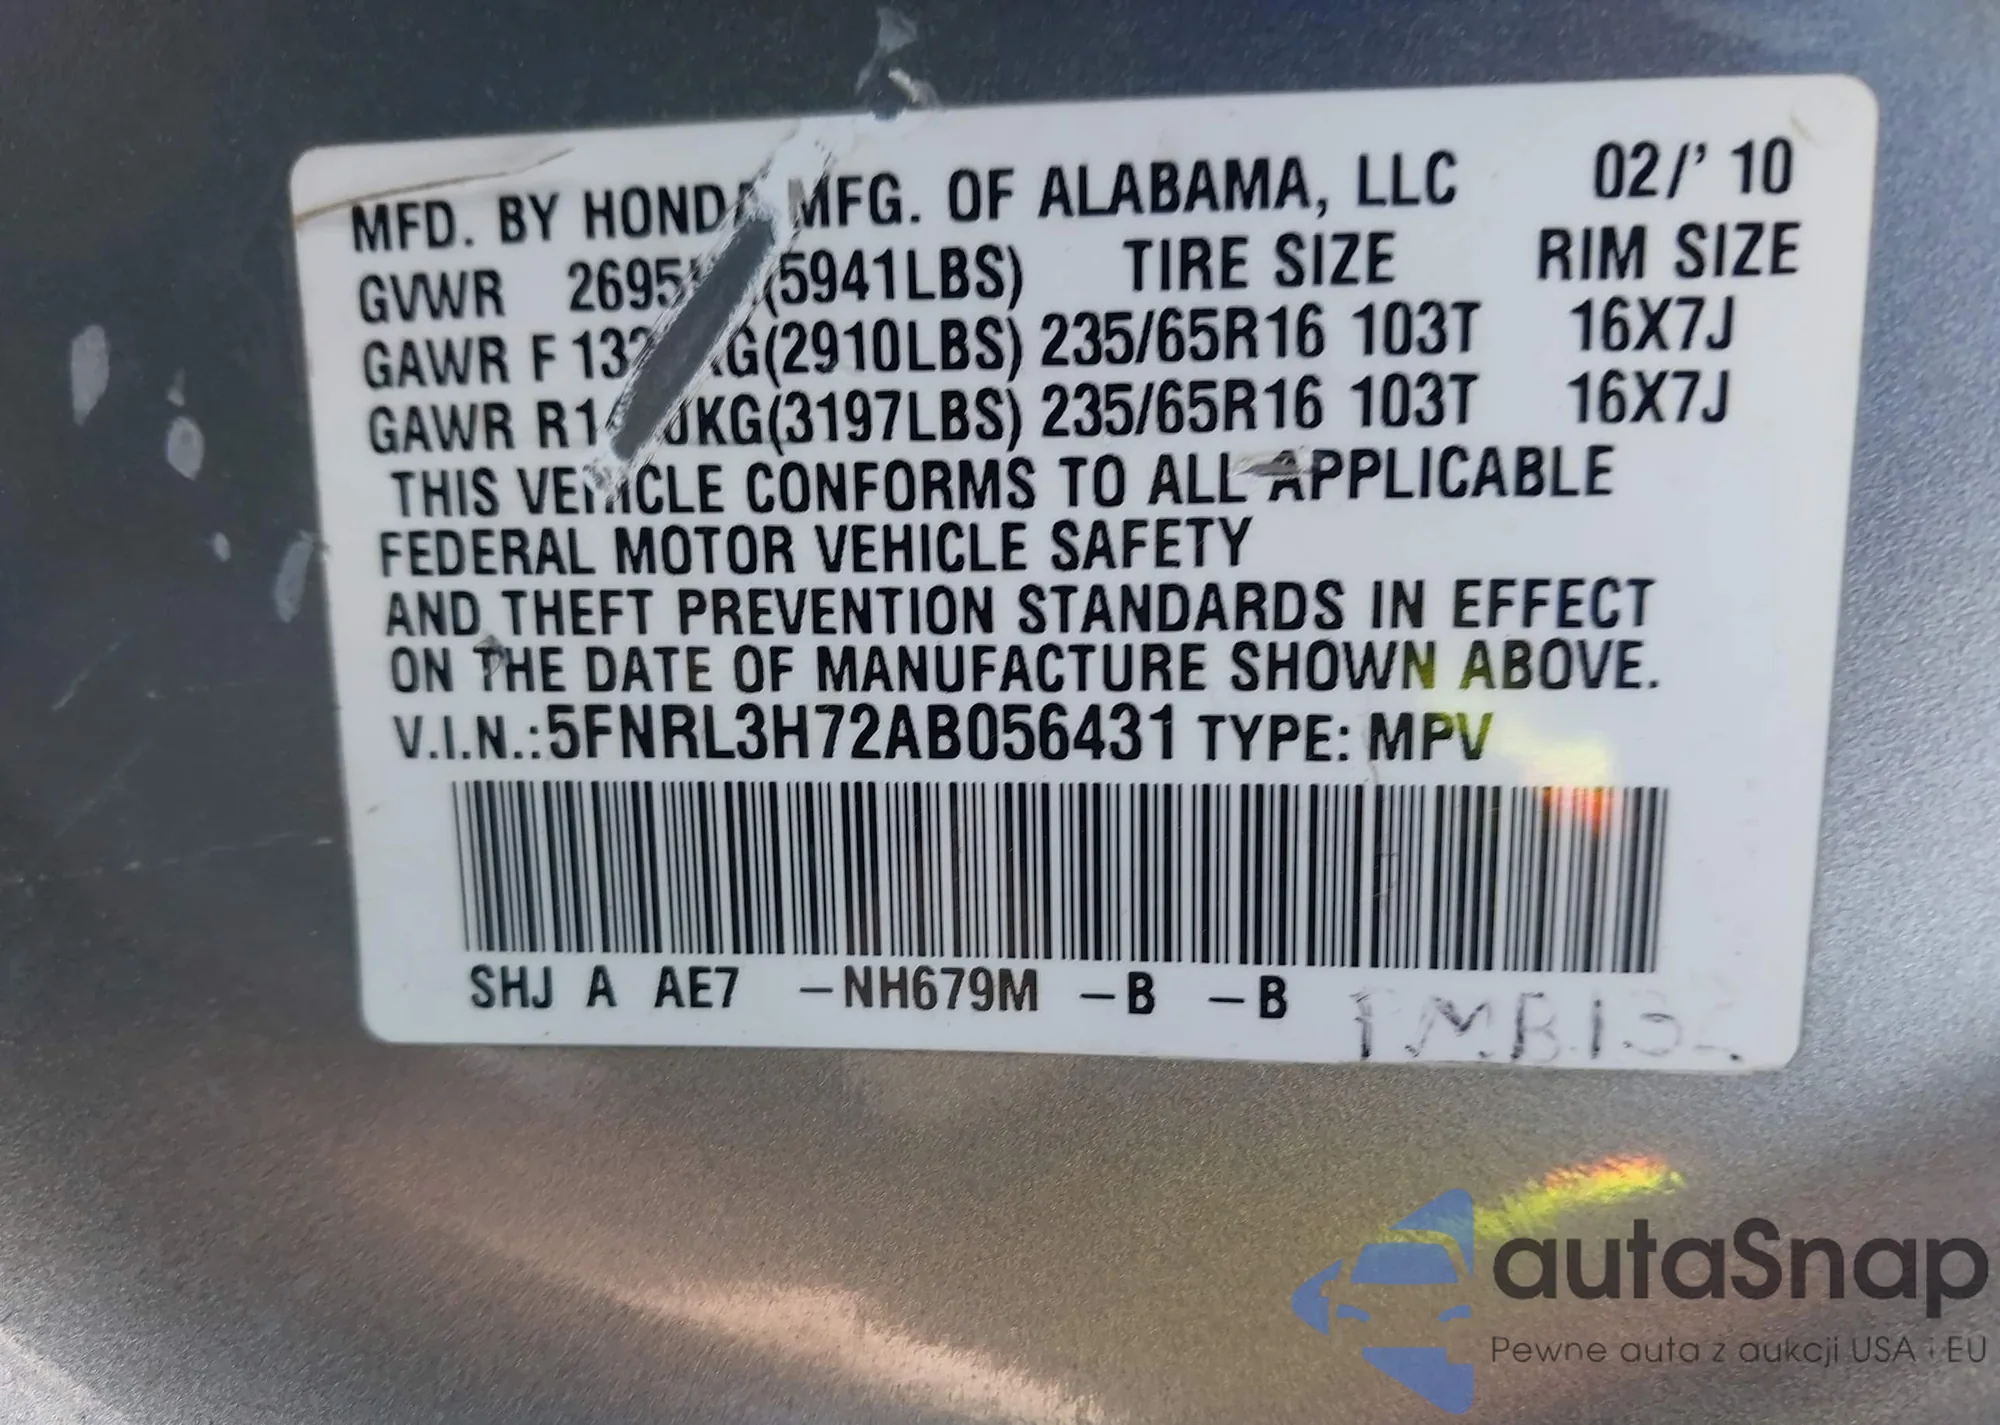 MFD. BY HONDA MFG. OF ALABAMA, LLC 02/' 10
GVWR 2695 (5941LBS) TIRE SIZE RIM SIZE
GAWR F KG(2910LBS) 235/65R16 103T 16X7J
GAWR R KG(3197LBS) 235/65R16 103T 16X7J
THIS VEHICLE CONFORMS TO ALL APPLICABLE
FEDERAL MOTOR VEHICLE SAFETY
AND THEFT PREVENTION STANDARDS IN EFFECT
ON THE DATE OF MANUFACTURE SHOWN ABOVE.
V.I.N.:5FNRL3H72AB056431 TYPE: MPV
SHJ A AE7 –NH679M –B –B
autaSnap
Pewne auta z aukcji USA i EU